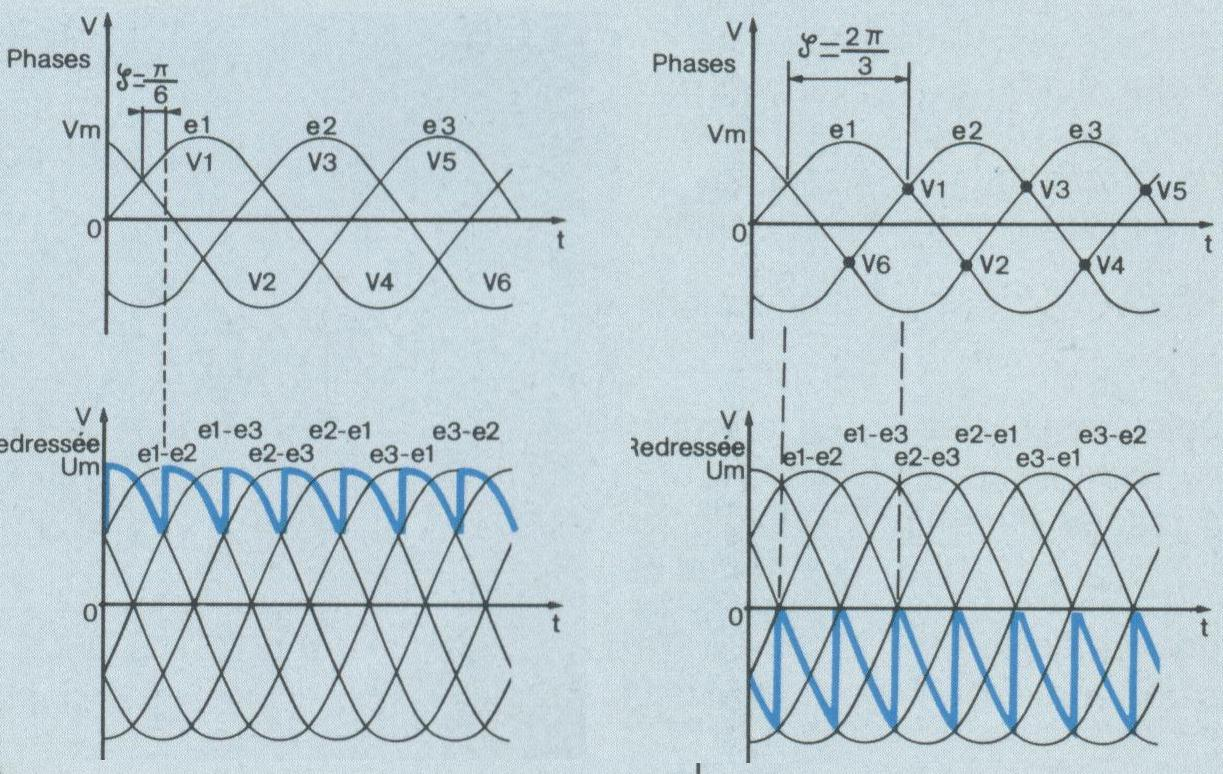 V
Phases
𝒴=π/6
Vm
e1
e2
e3
V1
V3
V5
0
t
V2
V4
V6
V
edressée
Um
e1-e2
e1-e3
e2-e3
e2-e1
e3-e1
e3-e2
0
t
V
Phases
𝒴=2π/3
Vm
e1
e2
e3
V1
V3
V5
0
t
V6
V2
V4
V
Redressée
Um
e1-e2
e1-e3
e2-e3
e2-e1
e3-e1
e3-e2
0
t